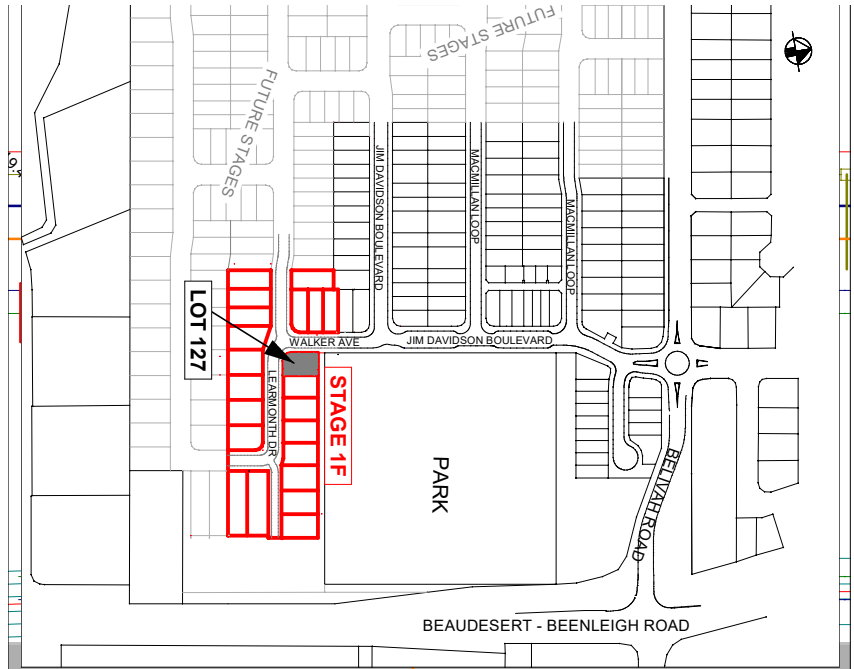 FUTURE STAGES
FUTURE STAGES
JIM DAVIDSON BOULEVARD
MACMILLAN LOOP
MACMILLAN LOOP
LOT 127
WALKER AVE
JIM DAVIDSON BOULEVARD
LEARMONTH DR
STAGE 1F
PARK
BELIVAH ROAD
BEAUDESERT - BEENLEIGH ROAD